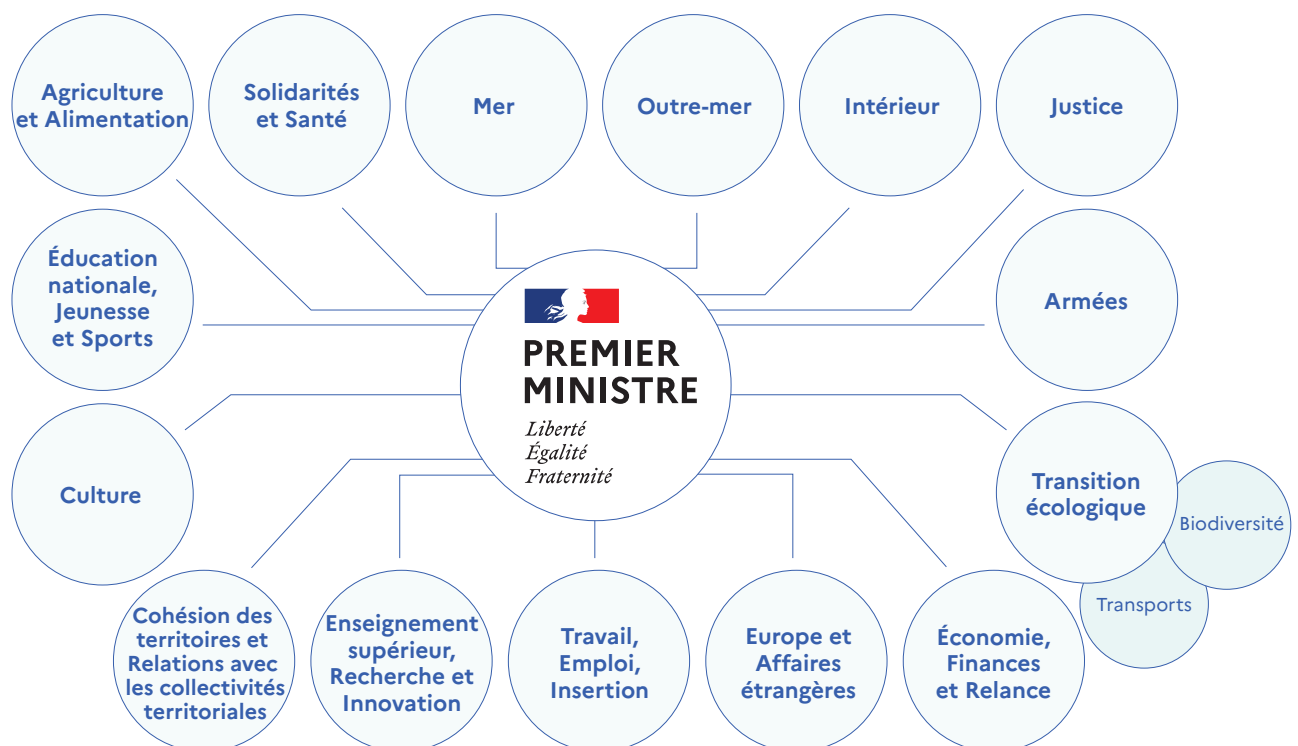 Agriculture
et Alimentation
Solidarités
et Santé
Mer
Outre-mer
Intérieur
Justice
Éducation
nationale,
Jeunesse
et Sports
PREMIER
MINISTRE
Liberté
Égalité
Fraternité
Armées
Culture
Transition
écologique
Biodiversité
Transports
Cohésion des
territoires et
Relations avec
les collectivités
territoriales
Enseignement
supérieur,
Recherche et
Innovation
Travail,
Emploi,
Insertion
Europe et
Affaires
étrangères
Économie,
Finances
et Relance